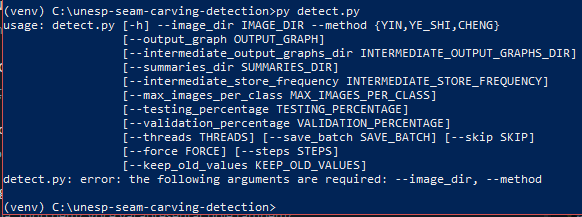 (venv) C:\unesp-seam-carving-detection>py detect.py
usage: detect.py [-h] --image_dir IMAGE_DIR --method {YIN,YE_SHI,CHENG}
[--output_graph OUTPUT_GRAPH]
[--intermediate_output_graphs_dir INTERMEDIATE_OUTPUT_GRAPHS_DIR]
[--summaries_dir SUMMARIES_DIR]
[--intermediate_store_frequency INTERMEDIATE_STORE_FREQUENCY]
[--max_images_per_class MAX_IMAGES_PER_CLASS]
[--testing_percentage TESTING_PERCENTAGE]
[--validation_percentage VALIDATION_PERCENTAGE]
[--threads THREADS] [--save_batch SAVE_BATCH] [--skip SKIP]
[--force FORCE] [--steps STEPS]
[--keep_old_values KEEP_OLD_VALUES]
detect.py: error: the following arguments are required: --image_dir, --method
(venv) C:\unesp-seam-carving-detection>